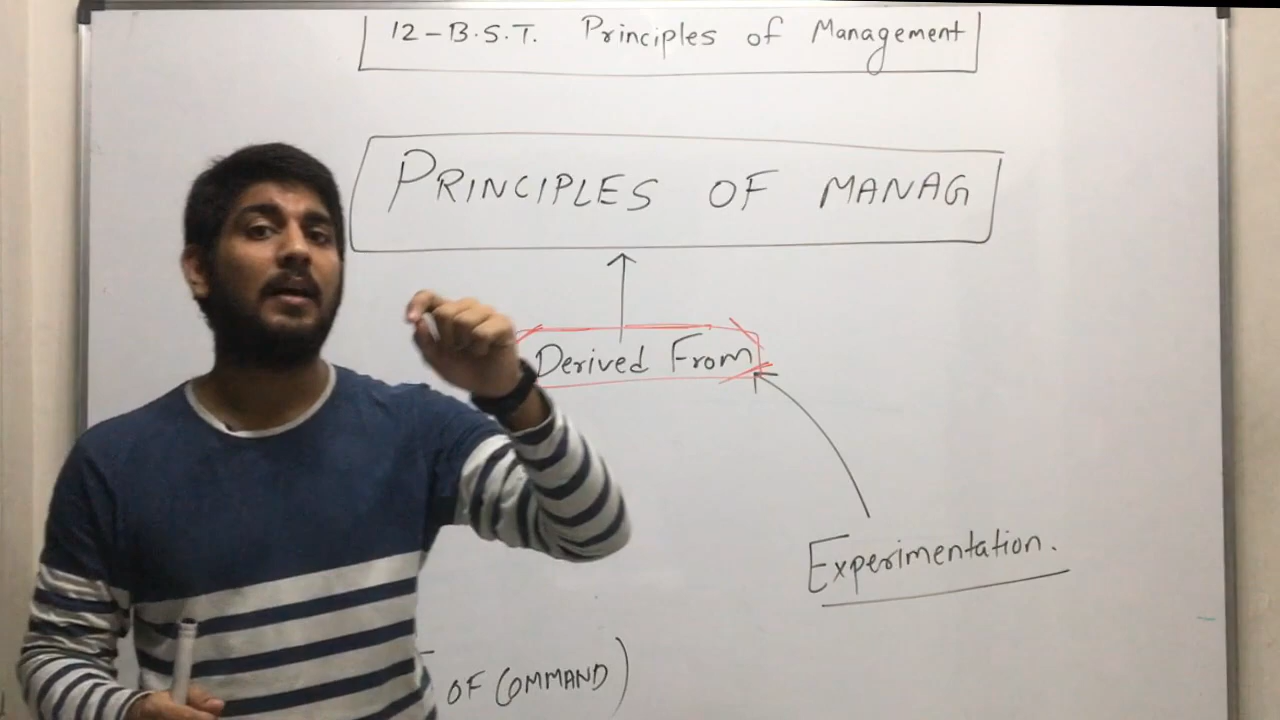 12-B.S.T. Principles of Management
PRINCIPLES OF MANAG
Derived From
Experimentation.
OF COMMAND)